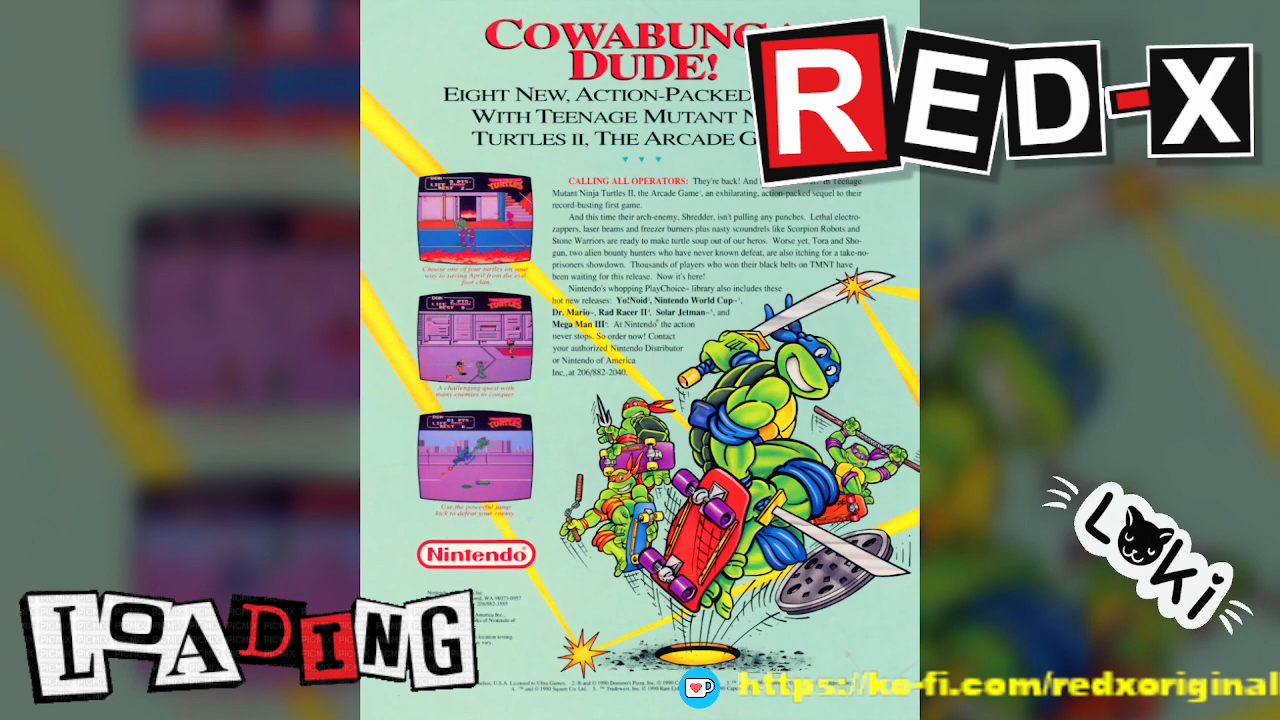 COWABUNGA
DUDE!
EIGHT NEW, ACTION-PACKED
WITH TEENAGE MUTANT N
TURTLES II, THE ARCADE G
RED-X
CALLING ALL OPERATORS: They're back! And
Mutant Ninja Turtles II, the Arcade Game, an exhilarating, action-packed sequel to their
record-busting first game.
And this time their arch-enemy, Shredder, isn't pulling any punches. Lethal electro-
zappers, laser beams and freezer burners plus nasty scoundrels like Scorpion Robots and
Stone Warriors are ready to make turtle soup out of our heros. Worse yet, Tora and Sho-
gun, two alien bounty hunters who have never known defeat, are also itching for a take-no-
prisoners showdown. Thousands of players who won their black belts on TMNT have
been waiting for this release. Now it's here!
Nintendo's whopping PlayChoice™ library also includes these
hot new releases: Yo!Noid, Nintendo World Cup™,
Dr. Mario™, Rad Racer II, Solar Jetman™, and
Mega Man III. At Nintendo® the action
never stops. So order now! Contact
your authorized Nintendo Distributor
or Nintendo of America
Inc., at 206/882-2040.
TURTLES
Choose one of four turtles on your
way to saving April from the evil
foot clan.
TURTLES
A challenging quest with
many enemies to conquer.
TURTLES
Use the powerful jump
kick to defeat your enemy.
Nintendo®
LOADING
LOKi
https://ko-fi.com/redxoriginal